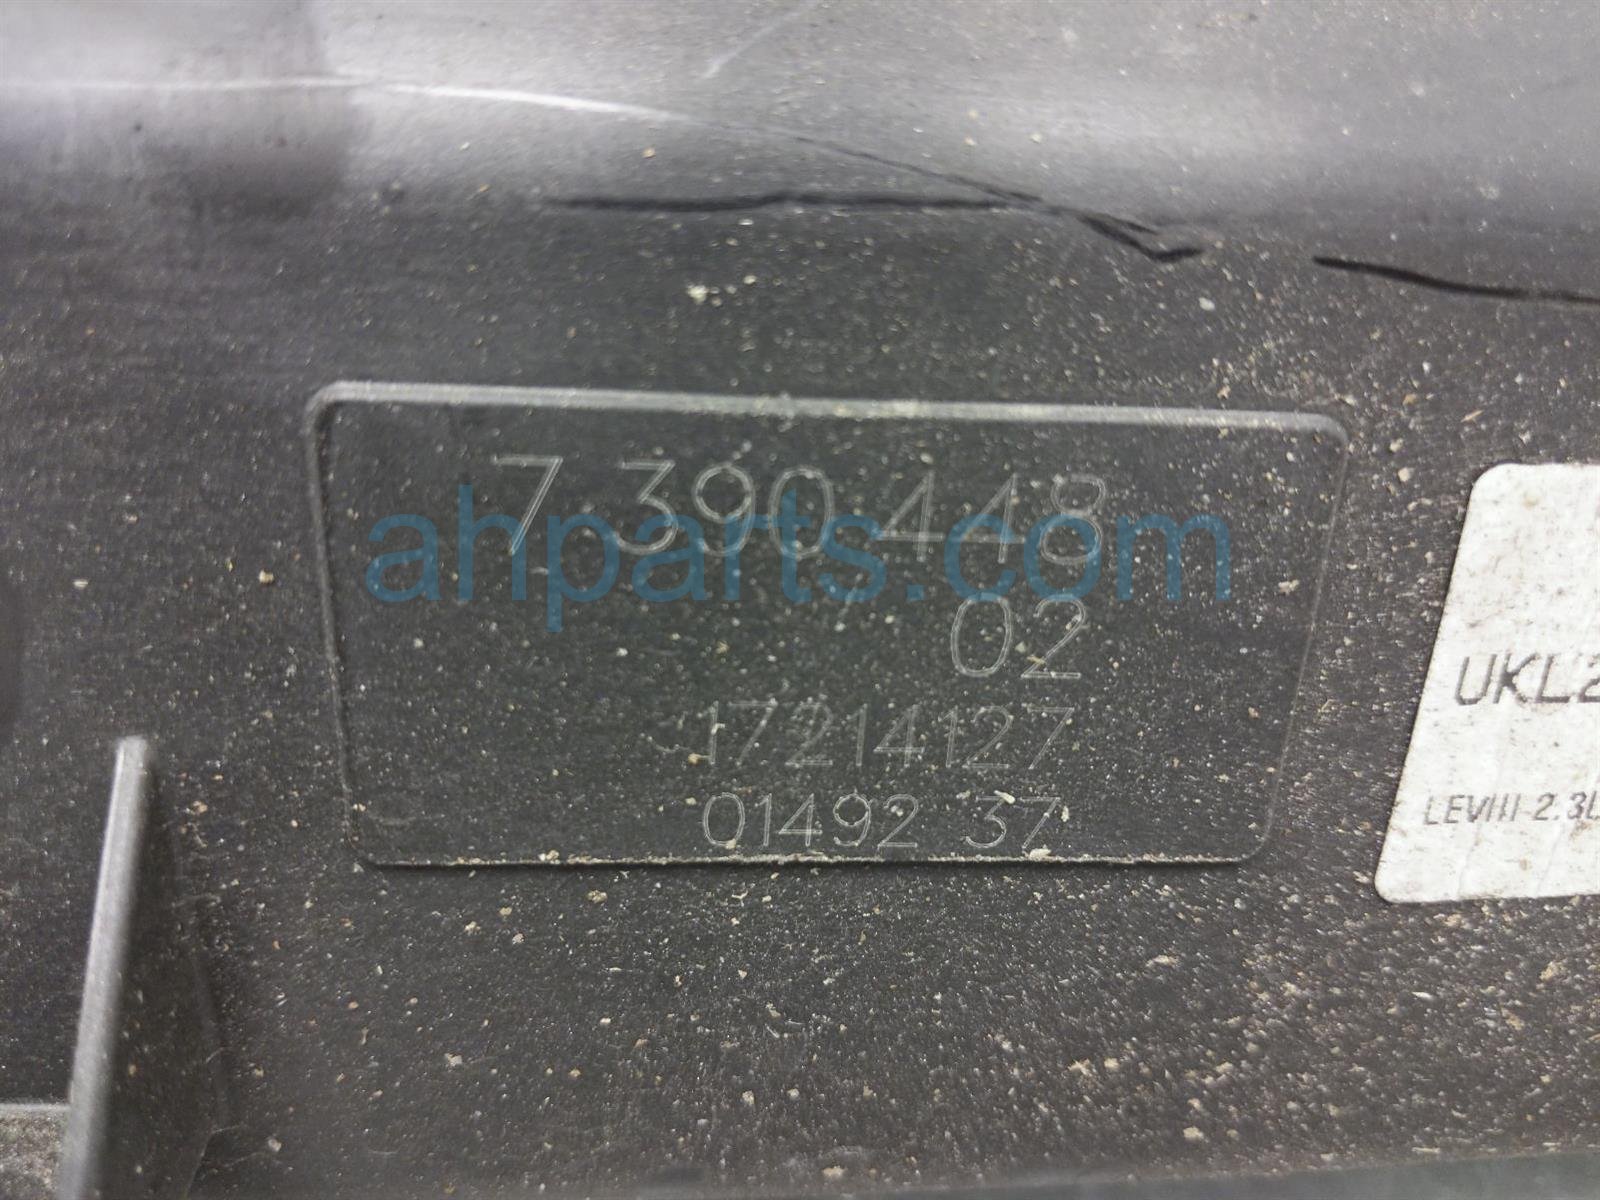 7.390.448
02
17214127
01492 37
UKL2
LEVIII-2.3L
ahparts.com